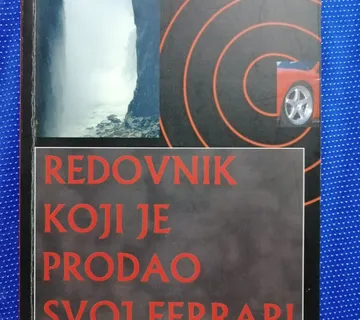 REDOVNIK
KOJI JE
PRODAO
SVOJ FERRARI